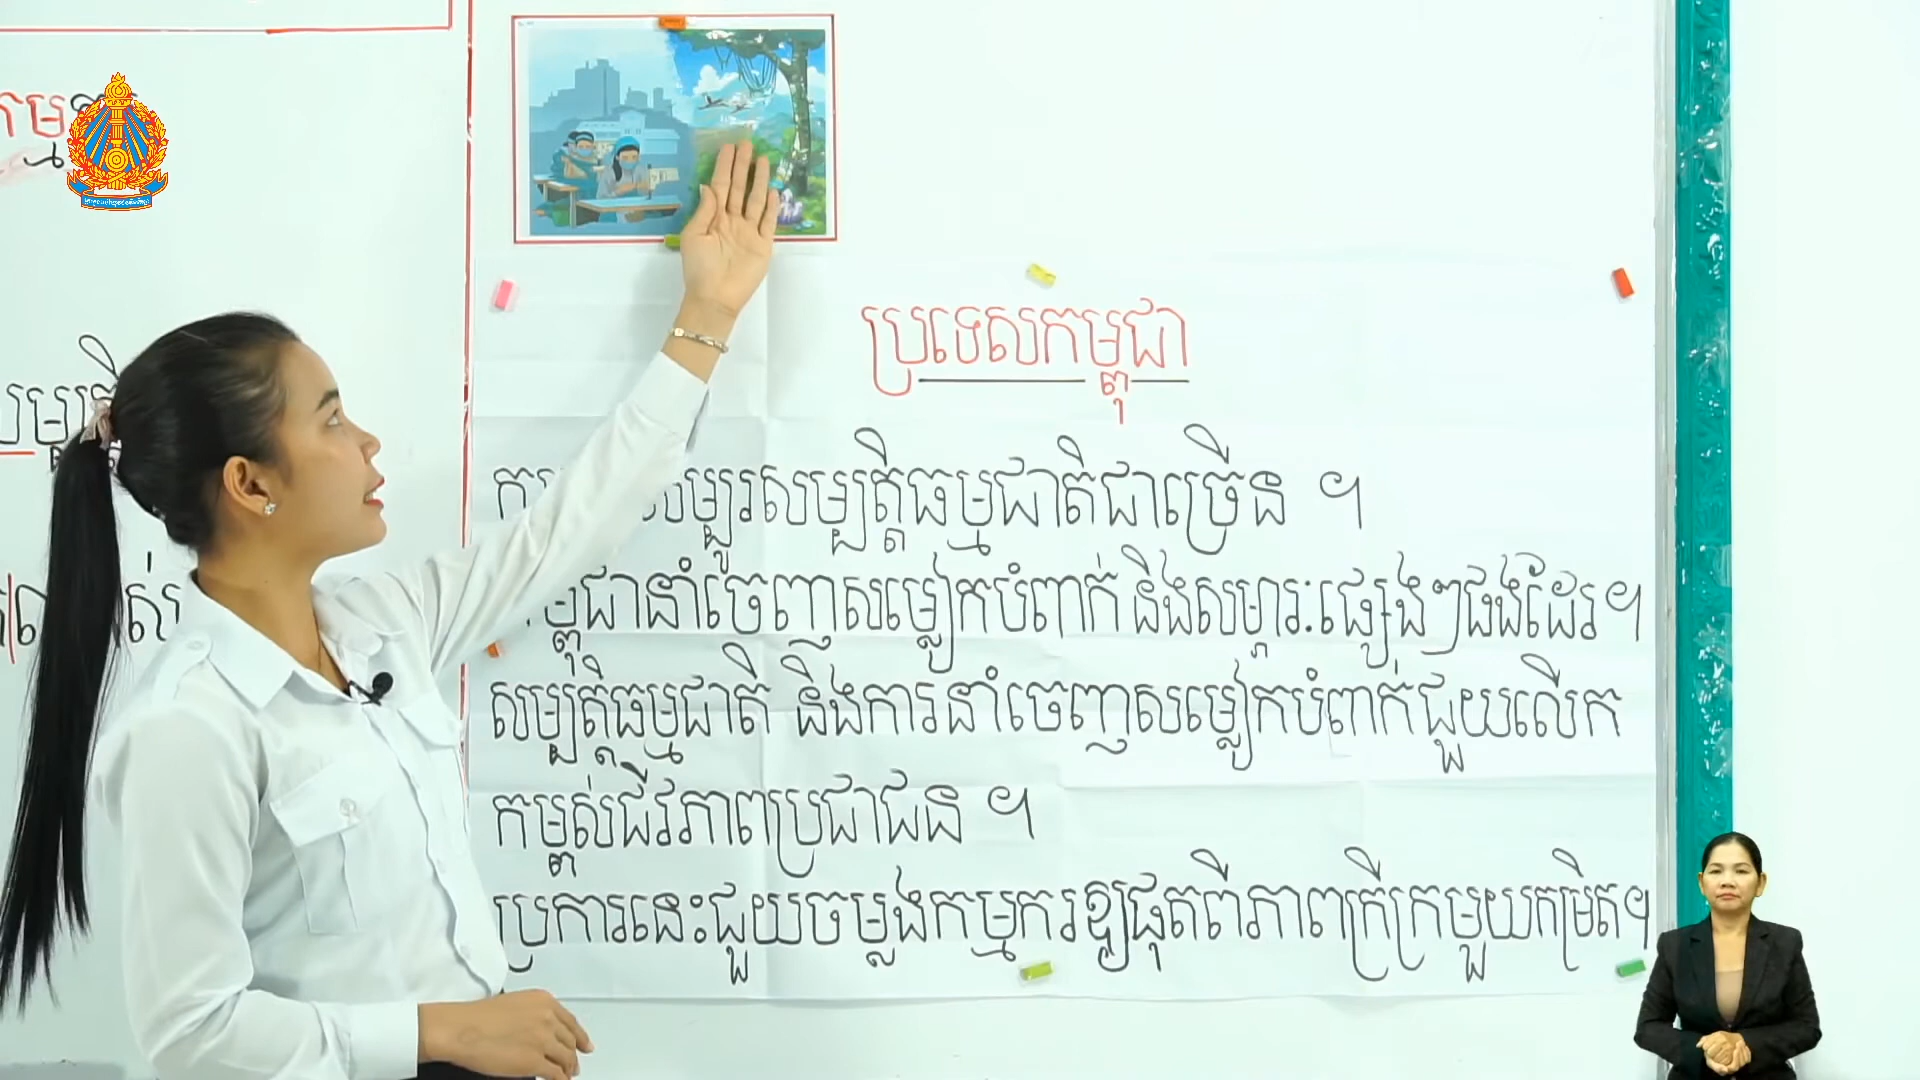 ប្រទេសកម្ពុជា
សម្បូរសម្បត្តិធម្មជាតិជាច្រើន ។
ម្ពុជានាំចេញសម្លៀកបំពាក់ និងសម្ភារៈផ្សេងៗផងដែរ។
សម្បត្តិធម្មជាតិ និងការនាំចេញសម្លៀកបំពាក់ជួយលើក
កម្ពស់ជីវភាពប្រជាជន ។
ប្រការនេះជួយចម្លងកម្មករឱ្យផុតពីភាពក្រីក្រមួយកម្រិត។